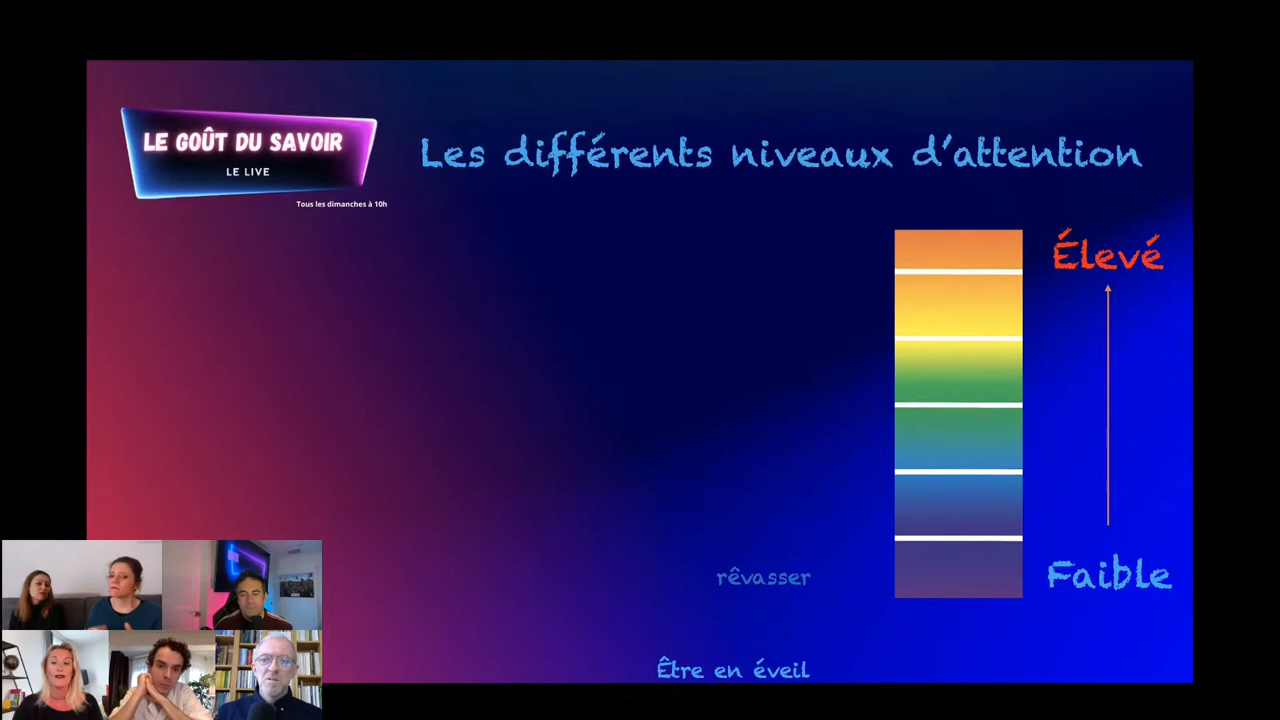 LE GOÛT DU SAVOIR
LE LIVE
Tous les dimanches à 10h
Les différents niveaux d'attention
Élevé
Faible
rêvasser
Être en éveil